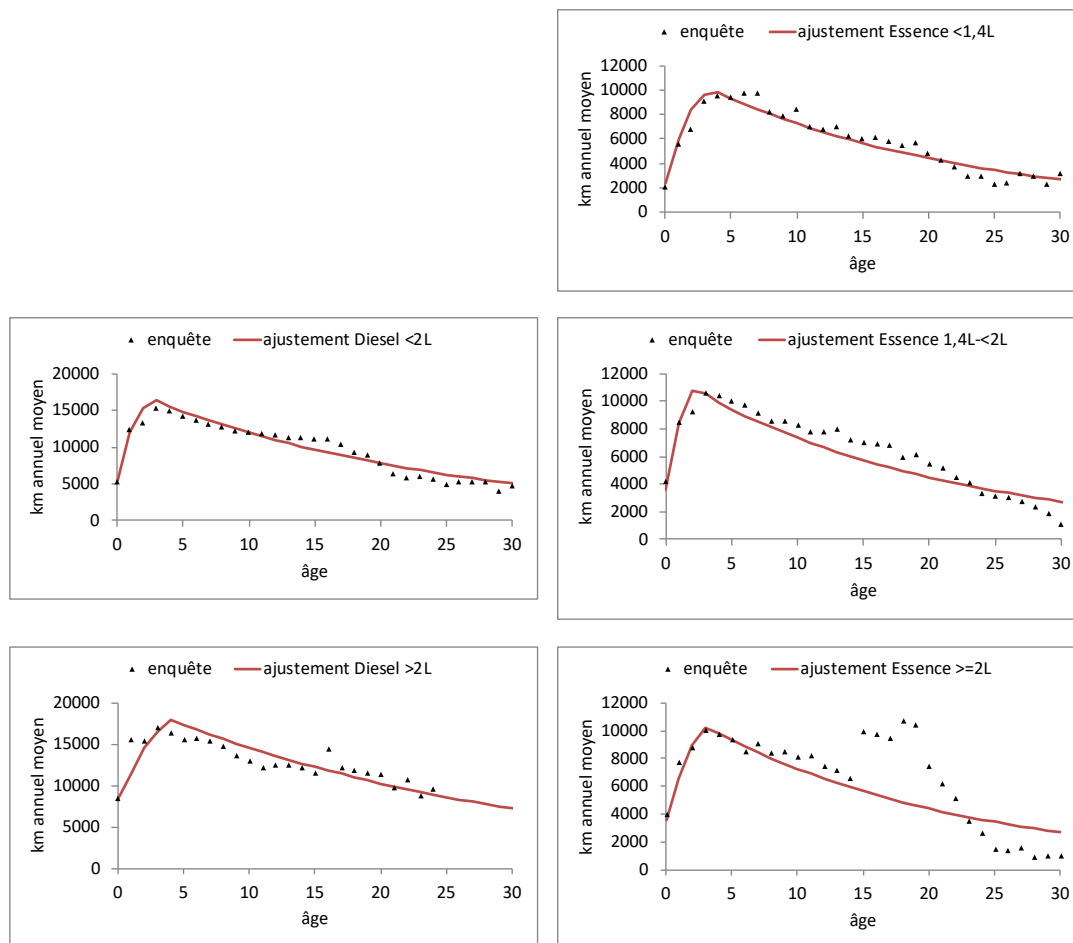 enquête ajustement Essence <1,4L
km annuel moyen
12000
10000
8000
6000
4000
2000
0
0 5 10 15 20 25 30
âge
enquête ajustement Diesel <2L
km annuel moyen
20000
15000
10000
5000
0
0 5 10 15 20 25 30
âge
enquête ajustement Essence 1,4L-<2L
km annuel moyen
12000
10000
8000
6000
4000
2000
0
0 5 10 15 20 25 30
âge
enquête ajustement Diesel >2L
km annuel moyen
20000
15000
10000
5000
0
0 5 10 15 20 25 30
âge
enquête ajustement Essence >=2L
km annuel moyen
12000
10000
8000
6000
4000
2000
0
0 5 10 15 20 25 30
âge